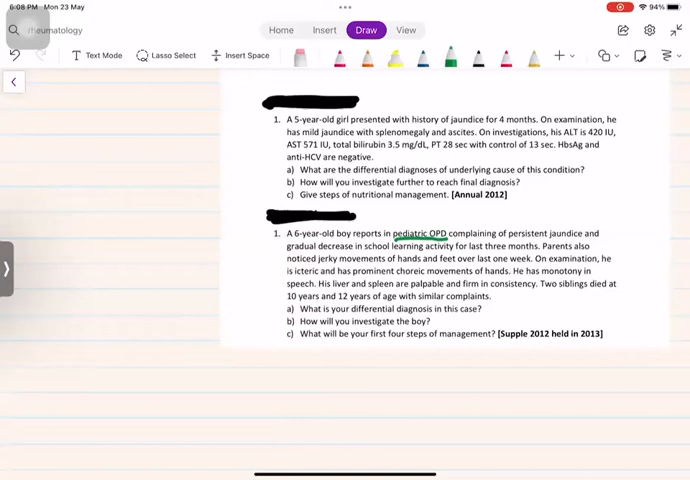 6:08 PM Mon 23 May
94%
rheumatology
Home Insert Draw View
Text Mode Lasso Select Insert Space
1. A 5-year-old girl presented with history of jaundice for 4 months. On examination, he
has mild jaundice with splenomegaly and ascites. On investigations, his ALT is 420 IU,
AST 571 IU, total bilirubin 3.5 mg/dL, PT 28 sec with control of 13 sec. HbsAg and
anti-HCV are negative.
a) What are the differential diagnoses of underlying cause of this condition?
b) How will you investigate further to reach final diagnosis?
c) Give steps of nutritional management. [Annual 2012]
1. A 6-year-old boy reports in pediatric OPD complaining of persistent jaundice and
gradual decrease in school learning activity for last three months. Parents also
noticed jerky movements of hands and feet over last one week. On examination, he
is icteric and has prominent choreic movements of hands. He has monotony in
speech. His liver and spleen are palpable and firm in consistency. Two siblings died at
10 years and 12 years of age with similar complaints.
a) What is your differential diagnosis in this case?
b) How will you investigate the boy?
c) What will be your first four steps of management? [Supple 2012 held in 2013]